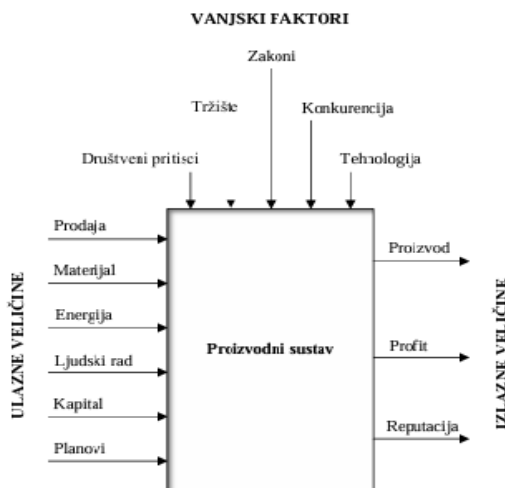 VANJSKI FAKTORI
Zakoni
Tržište
Konkurencija
Društveni pritisci
Tehnologija
Prodaja
Materijal
Energija
Ljudski rad
Kapital
Planovi
ULAZNE VELIČINE
Proizvodni sustav
Proizvod
Profit
Reputacija
IZLAZNE VELIČINE